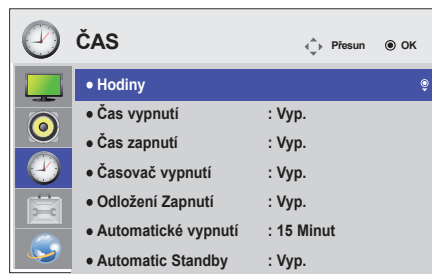 ČAS
Přesun OK
● Hodiny
● Čas vypnutí : Vyp.
● Čas zapnutí : Vyp.
● Časovač vypnutí : Vyp.
● Odložení Zapnutí : Vyp.
● Automatické vypnutí : 15 Minut
● Automatic Standby : Vyp.